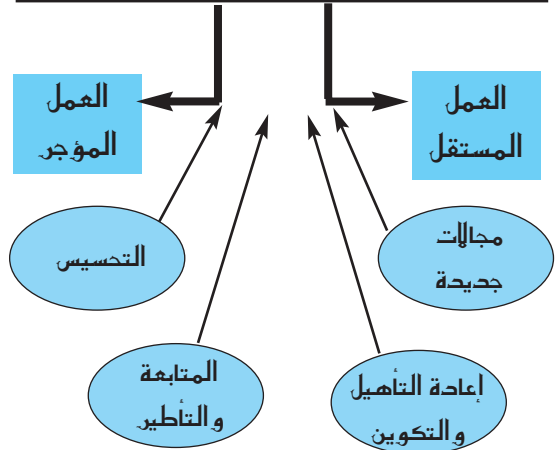 العمل
المستقل
العمل
المؤجر
مجالات
جديدة
التحسيس
إعادة التأهيل
والتكوين
المتابعة
والتأطير